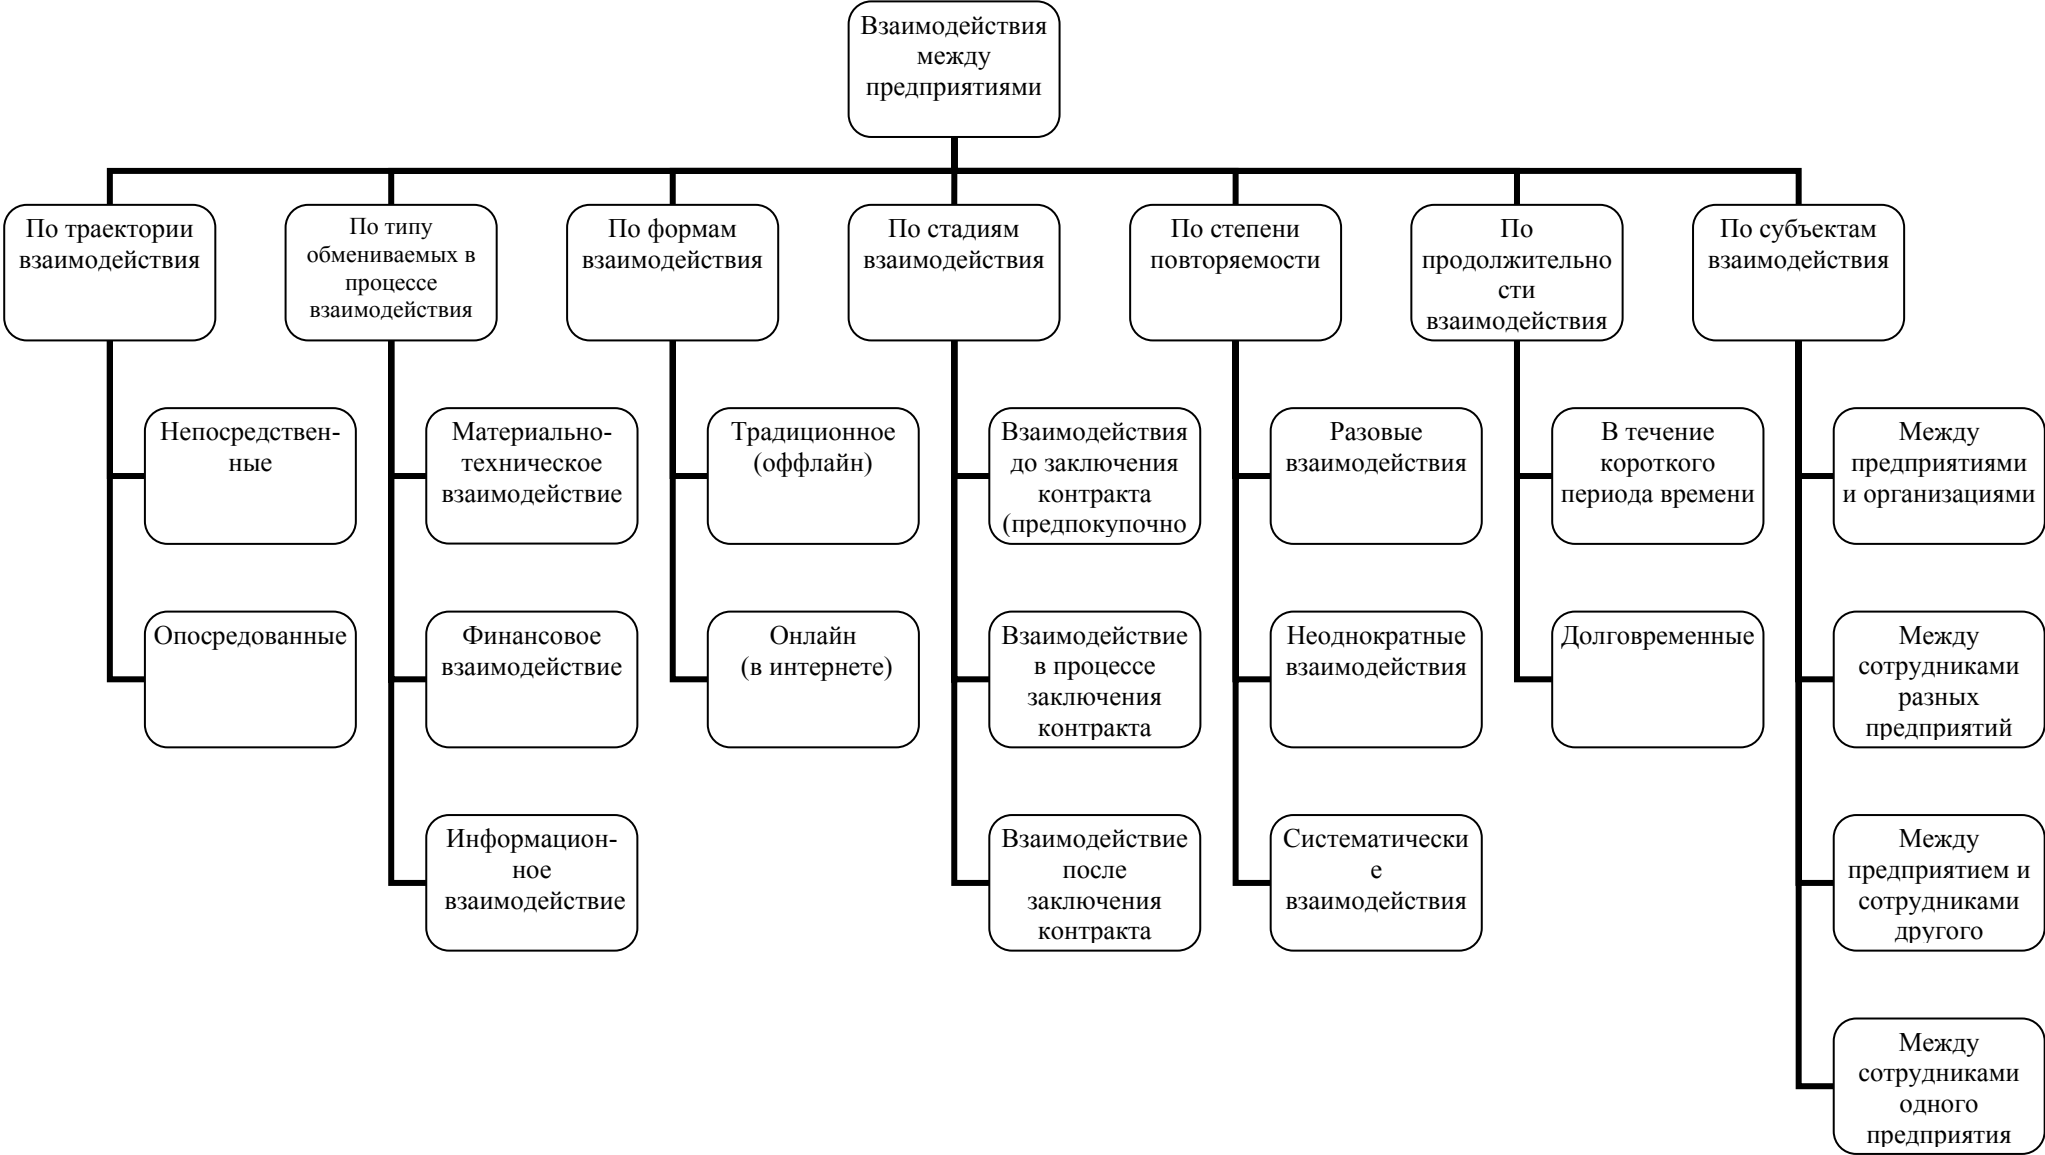 Взаимодействия
между
предприятиями
По траектории
взаимодействия
По типу
обмениваемых в
процессе
взаимодействия
По формам
взаимодействия
По стадиям
взаимодействия
По степени
повторяемости
По
продолжительно
сти
взаимодействия
По субъектам
взаимодействия
Непосредствен-
ные
Опосредованные
Материально-
техническое
взаимодействие
Финансовое
взаимодействие
Информацион-
ное
взаимодействие
Традиционное
(оффлайн)
Онлайн
(в интернете)
Взаимодействия
до заключения
контракта
(предпокупочно
Взаимодействие
в процессе
заключения
контракта
Взаимодействие
после
заключения
контракта
Разовые
взаимодействия
Неоднократные
взаимодействия
Систематически
е
взаимодействия
В течение
короткого
периода времени
Долговременные
Между
предприятиями
и организациями
Между
сотрудниками
разных
предприятий
Между
предприятием и
сотрудниками
другого
Между
сотрудниками
одного
предприятия